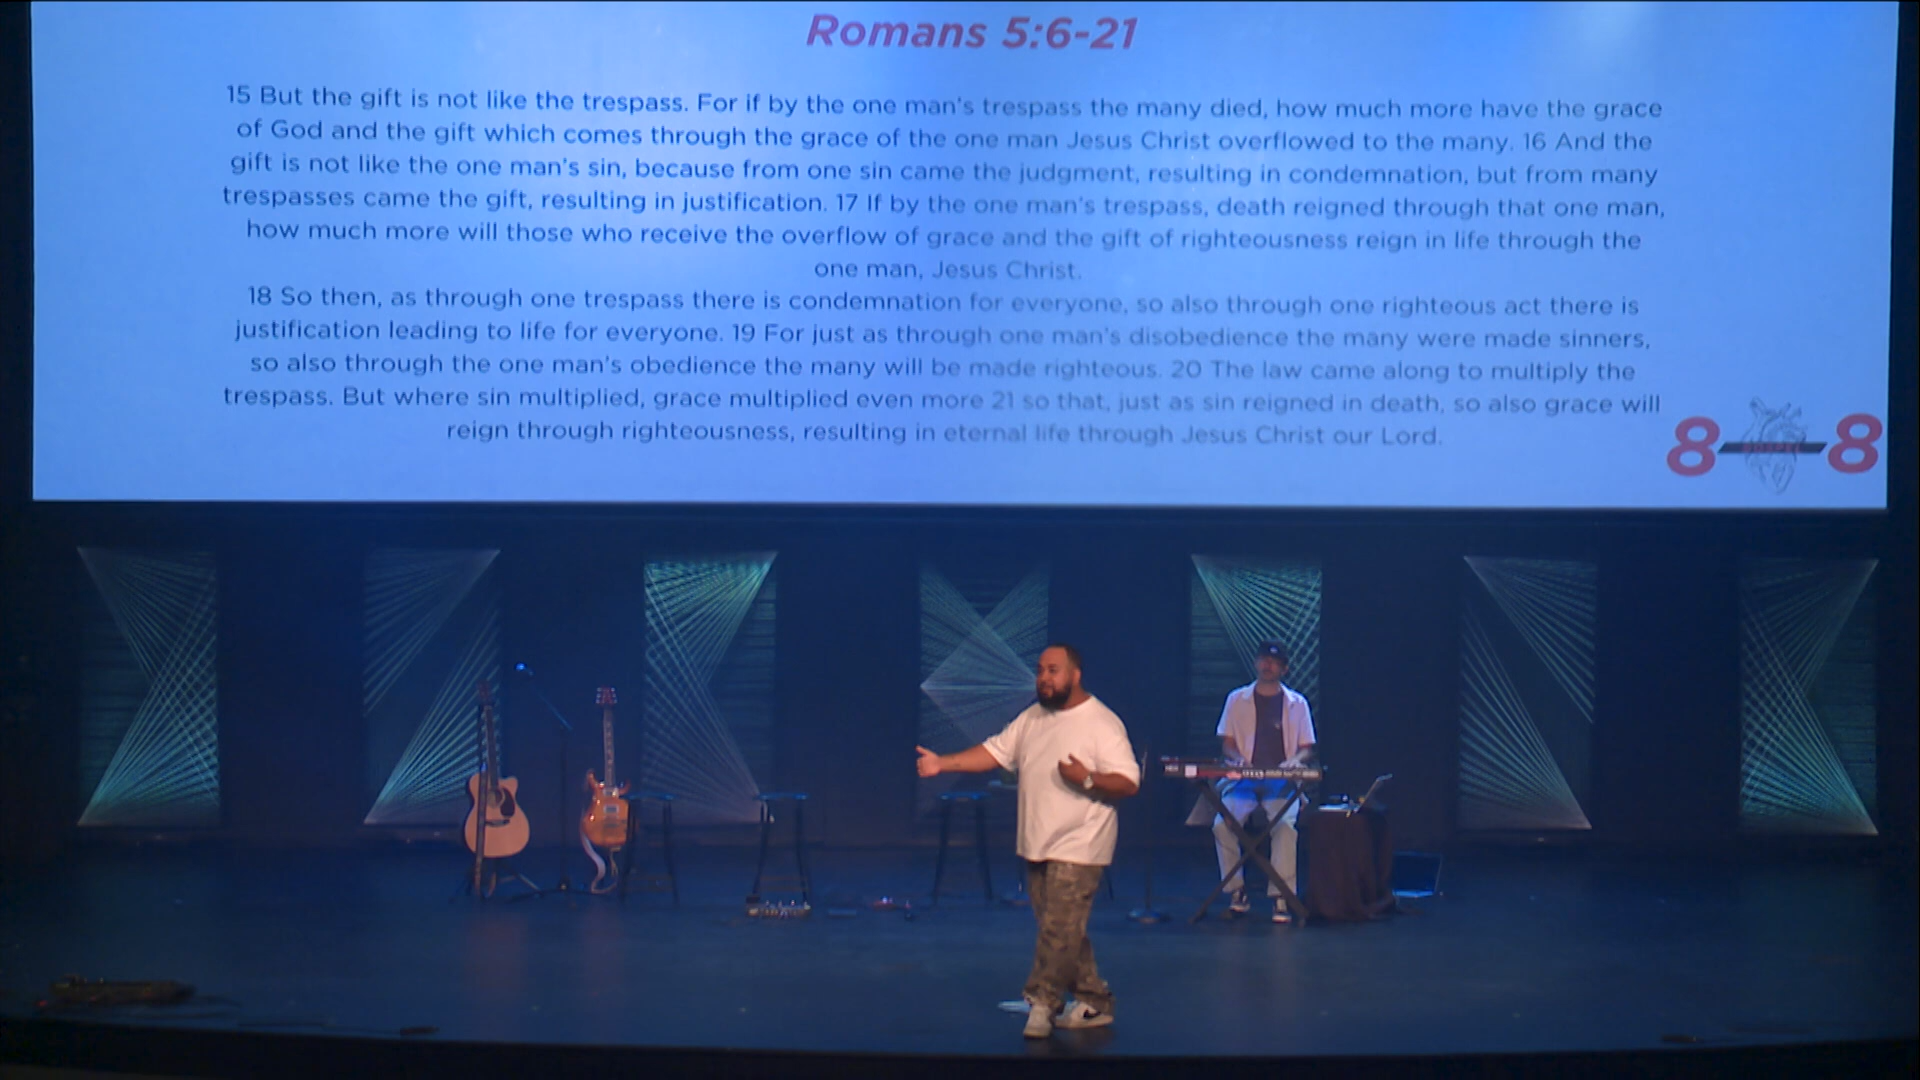 Romans 5:6-21
15 But the gift is not like the trespass. For if by the one man's trespass the many died, how much more have the grace
of God and the gift which comes through the grace of the one man Jesus Christ overflowed to the many. 16 And the
gift is not like the one man's sin, because from one sin came the judgment, resulting in condemnation, but from many
trespasses came the gift, resulting in justification. 17 If by the one man's trespass, death reigned through that one man,
how much more will those who receive the overflow of grace and the gift of righteousness reign in life through the
one man, Jesus Christ.
18 So then, as through one trespass there is condemnation for everyone, so also through one righteous act there is
justification leading to life for everyone. 19 For just as through one man's disobedience the many were made sinners,
so also through the one man's obedience the many will be made righteous. 20 The law came along to multiply the
trespass. But where sin multiplied, grace multiplied even more 21 so that, just as sin reigned in death, so also grace will
reign through righteousness, resulting in eternal life through Jesus Christ our Lord.
8 8